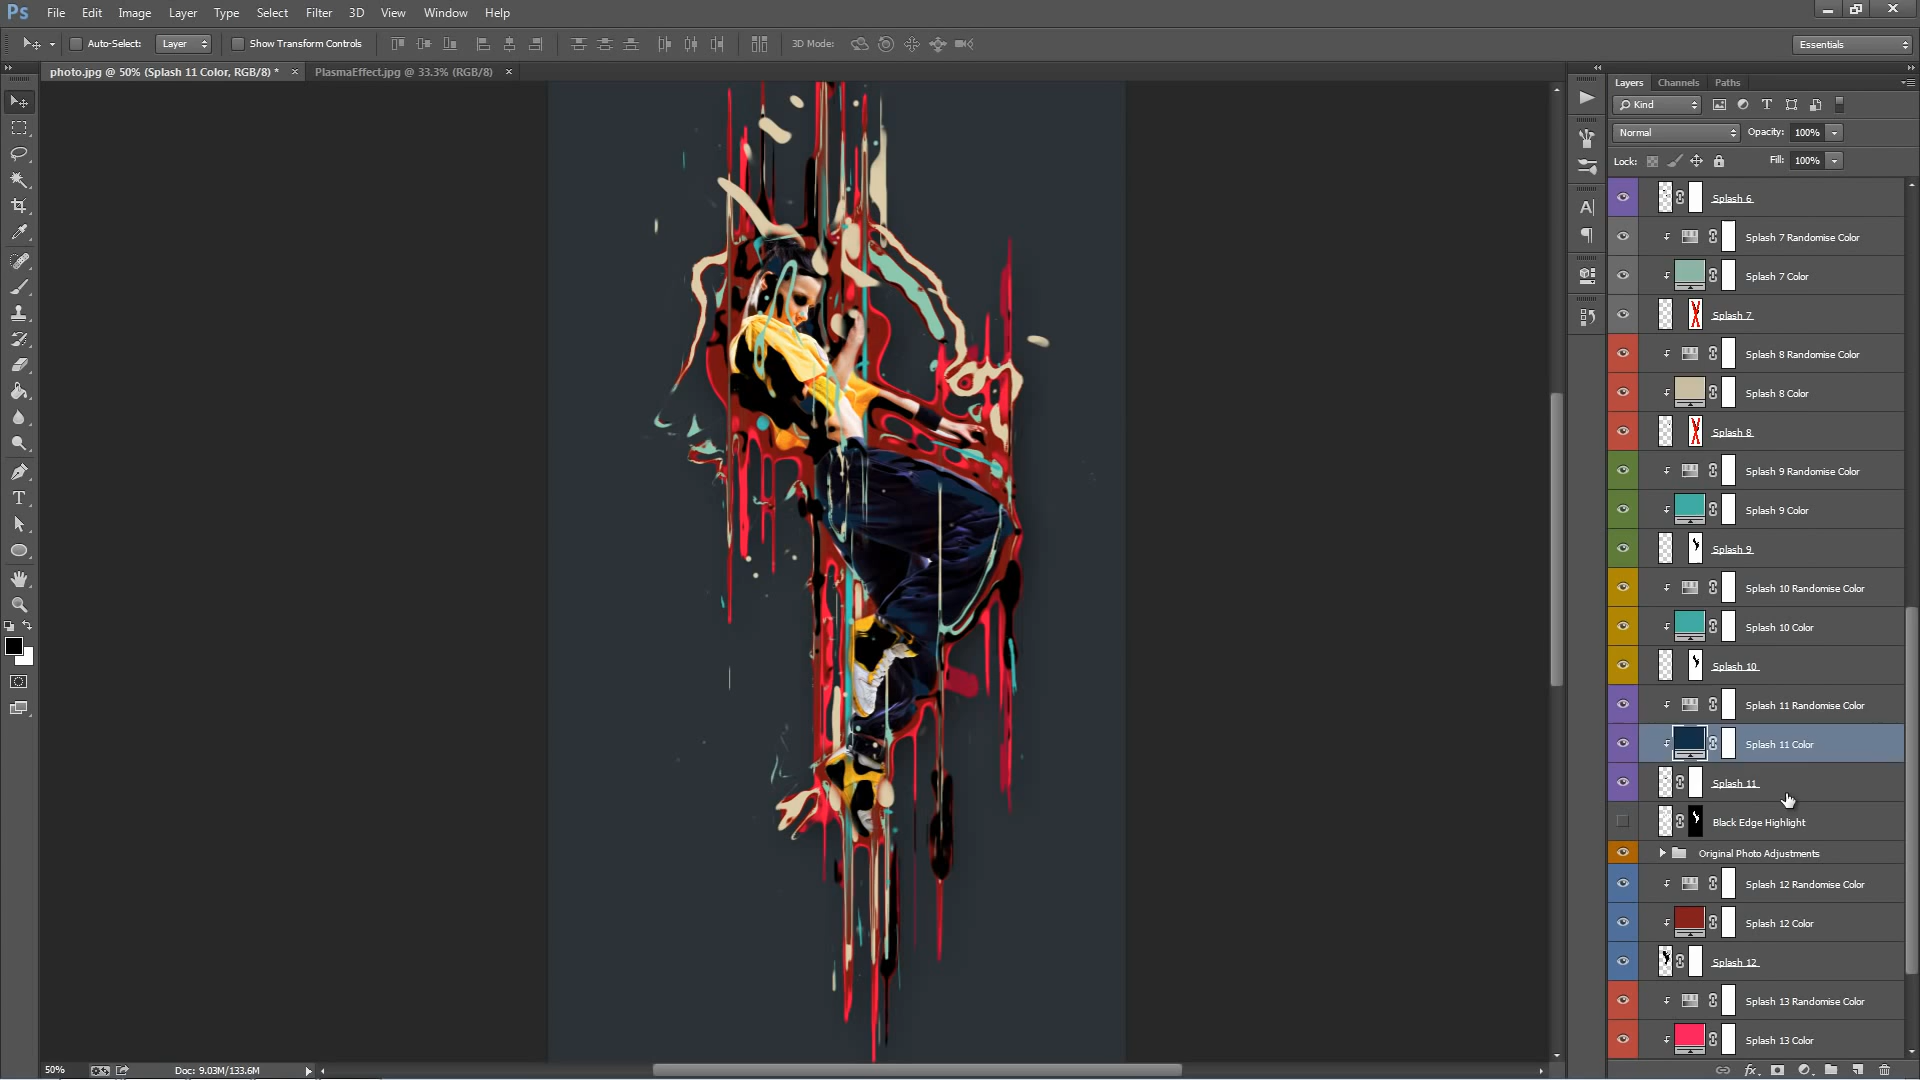 Ps File Edit Image Layer Type Select Filter 3D View Window Help
Auto-Select: Layer Show Transform Controls 3D Mode: Essentials
photo.jpg @ 50% (Splash 11 Color, RGB/8) * × PlasmaEffect.jpg @ 33.3% (RGB/8) ×
Layers Channels Paths
Kind
Normal Opacity: 100%
Lock: Fill: 100%
Splash 6
Splash 7 Randomise Color
Splash 7 Color
Splash 7
Splash 8 Randomise Color
Splash 8 Color
Splash 8
Splash 9 Randomise Color
Splash 9 Color
Splash 9
Splash 10 Randomise Color
Splash 10 Color
Splash 10
Splash 11 Randomise Color
Splash 11 Color
Splash 11
Black Edge Highlight
Original Photo Adjustments
Splash 12 Randomise Color
Splash 12 Color
Splash 12
Splash 13 Randomise Color
Splash 13 Color
50% Doc: 9.03M/133.6M